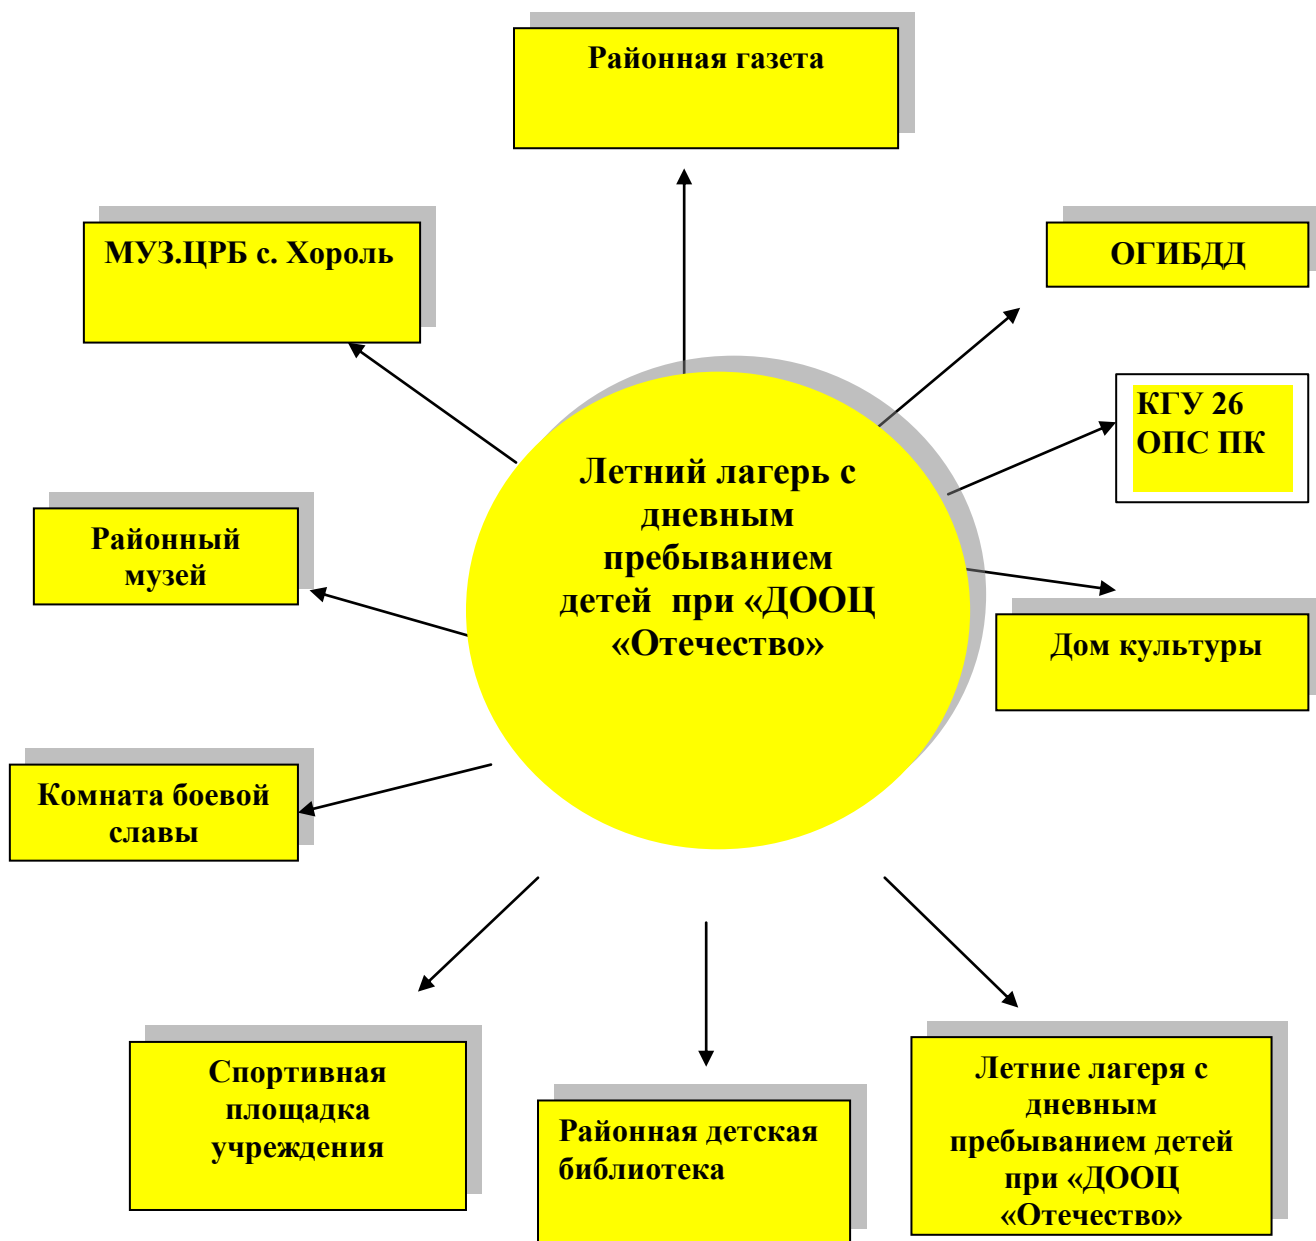 Районная газета
МУЗ.ЦРБ с. Хороль
ОГИБДД
КГУ 26
ОПС ПК
Летний лагерь с
дневным
пребыванием
детей при «ДООЦ
«Отечество»
Районный
музей
Дом культуры
Комната боевой
славы
Спортивная
площадка
учреждения
Районная детская
библиотека
Летние лагеря с
дневным
пребыванием детей
при «ДООЦ
«Отечество»